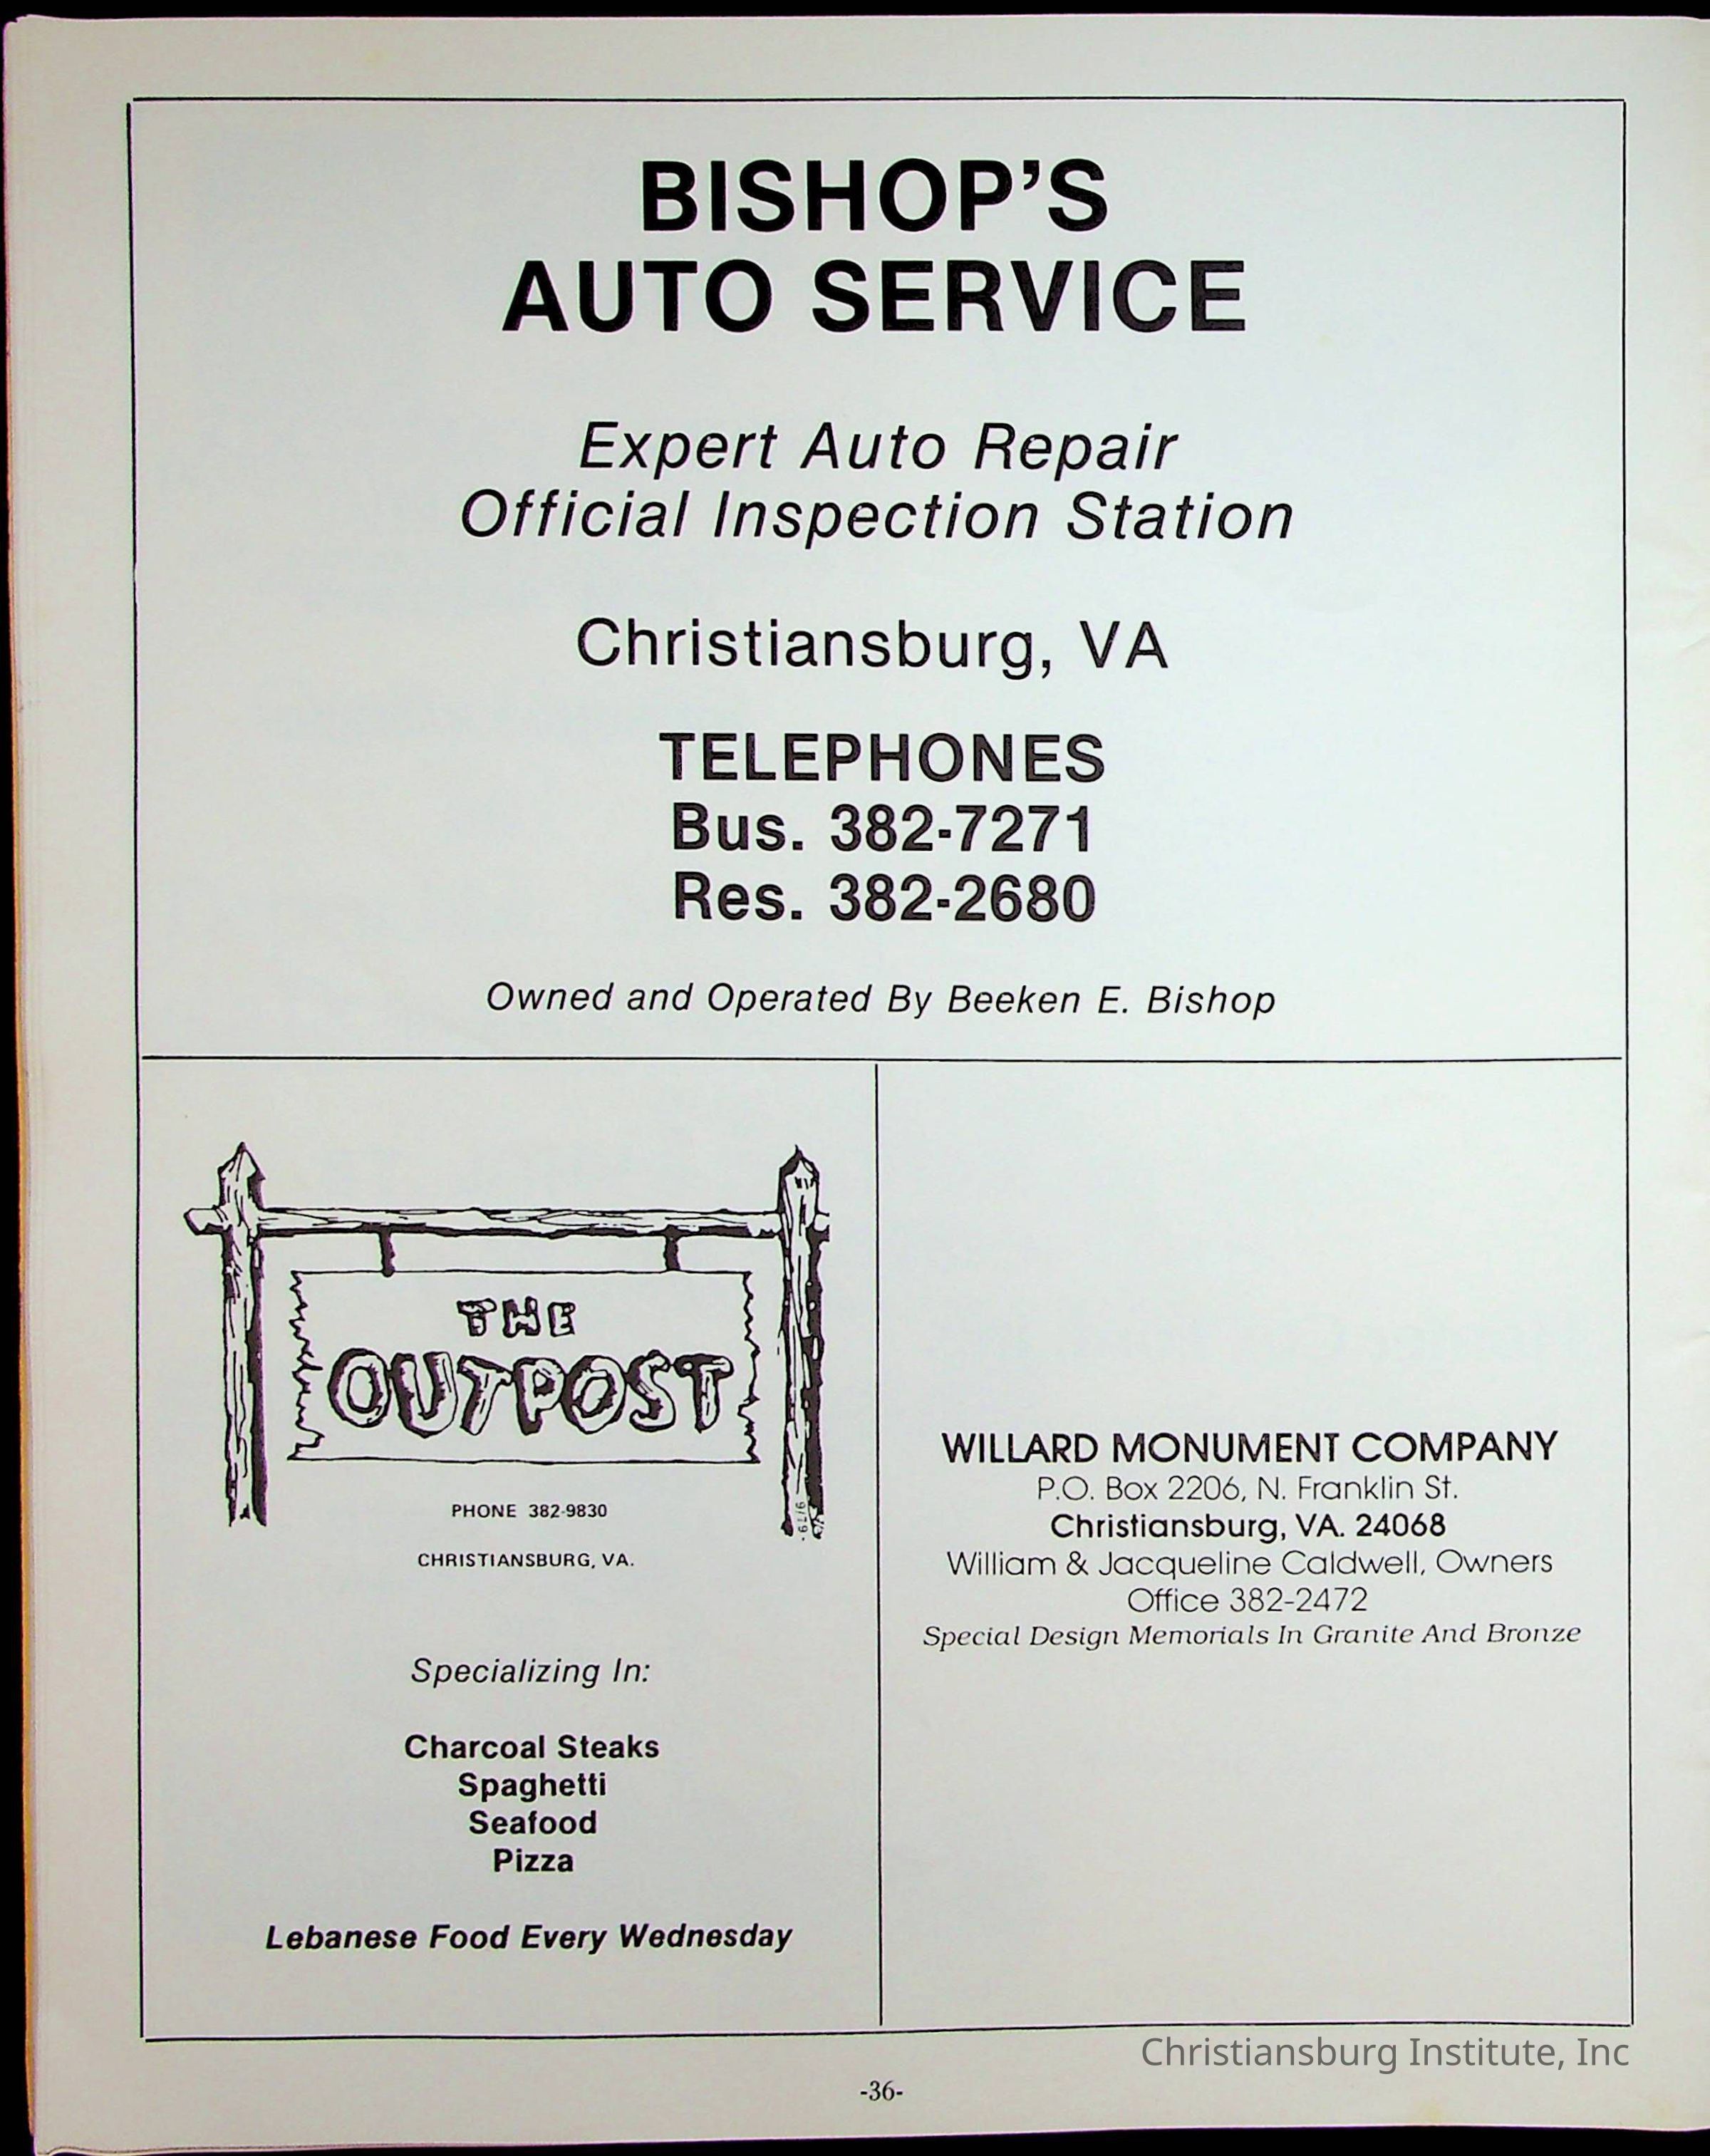 BISHOP'S
AUTO SERVICE
Expert Auto Repair
Official Inspection Station
Christiansburg, VA
TELEPHONES
Bus. 382-7271
Res. 382-2680
Owned and Operated By Beeken E. Bishop
THE
OUTPOST
PHONE 382-9830
CHRISTIANSBURG, VA.
Specializing In:
Charcoal Steaks
Spaghetti
Seafood
Pizza
Lebanese Food Every Wednesday
WILLARD MONUMENT COMPANY
P.O. Box 2206, N. Franklin St.
Christiansburg, VA. 24068
William & Jacqueline Caldwell, Owners
Office 382-2472
Special Design Memorials In Granite And Bronze
Christiansburg Institute, Inc
-36-